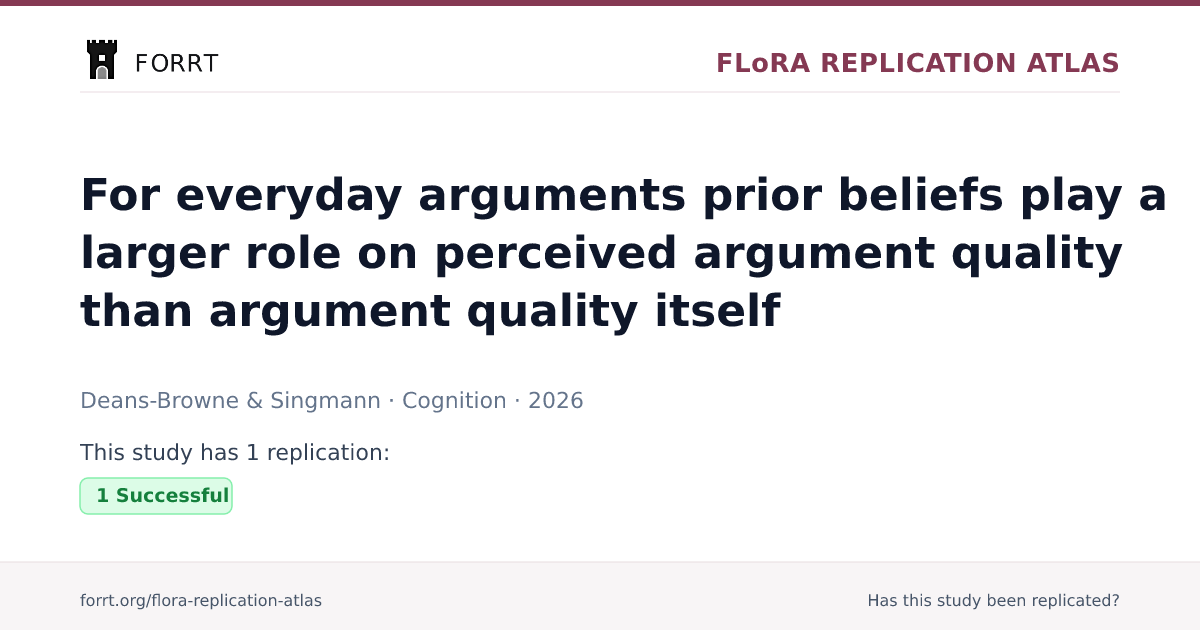 FORRT
FLoRA REPLICATION ATLAS
For everyday arguments prior beliefs play a
larger role on perceived argument quality
than argument quality itself
Deans-Browne & Singmann · Cognition · 2026
This study has 1 replication:
1 Successful
forrt.org/flora-replication-atlas
Has this study been replicated?